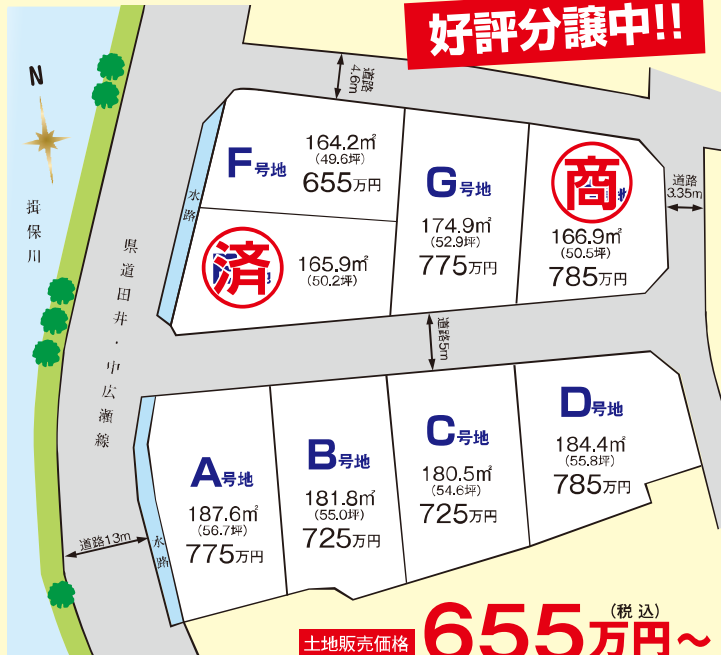 好評分譲中!!
N
揖保川
県道田井・中広瀬線
道路
4.6m
道路
3.35m
水路
F号地
164.2㎡
(49.6坪)
655万円
G号地
174.9㎡
(52.9坪)
775万円
商
166.9㎡
(50.5坪)
785万円
済
165.9㎡
(50.2坪)
道路5m
A号地
187.6㎡
(56.7坪)
775万円
B号地
181.8㎡
(55.0坪)
725万円
C号地
180.5㎡
(54.6坪)
725万円
D号地
184.4㎡
(55.8坪)
785万円
道路13m
水路
土地販売価格 655万円～ (税込)